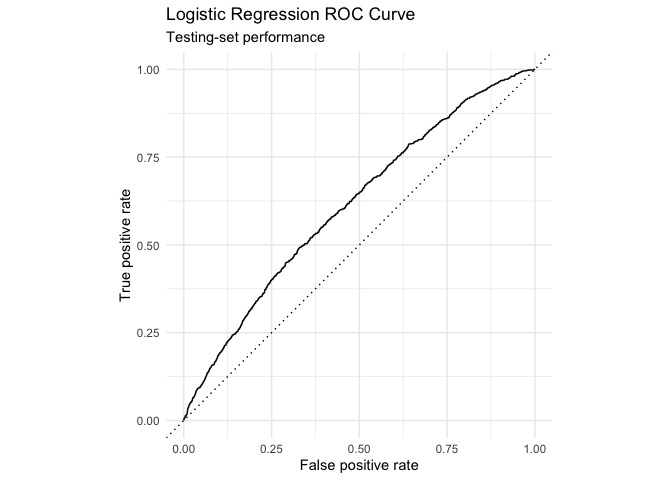 Logistic Regression ROC Curve
Testing-set performance
1.00
0.75
0.50
0.25
0.00
True positive rate
0.00 0.25 0.50 0.75 1.00
False positive rate